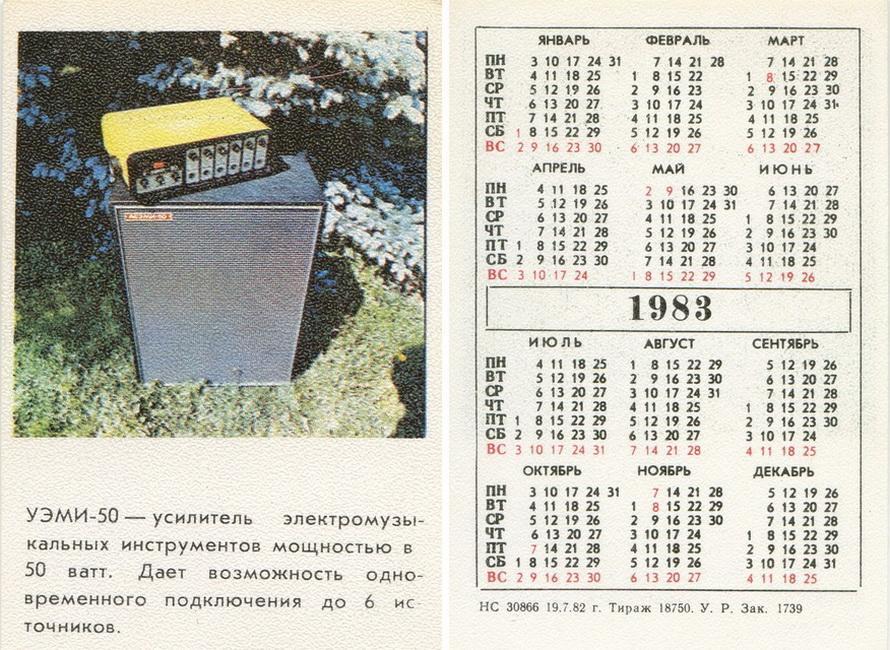 УЭМИ-50 — усилитель электромузы-
кальных инструментов мощностью в
50 ватт. Дает возможность одно-
временного подключения до 6 ис-
точников.
ЯНВАРЬ ФЕВРАЛЬ МАРТ
ПН 3 10 17 24 31 7 14 21 28 7 14 21 28
ВТ 4 11 18 25 1 8 15 22 1 8 15 22 29
СР 5 12 19 26 2 9 16 23 2 9 16 23 30
ЧТ 6 13 20 27 3 10 17 24 3 10 17 24 31
ПТ 7 14 21 28 4 11 18 25 4 11 18 25
СБ 1 8 15 22 29 5 12 19 26 5 12 19 26
ВС 2 9 16 23 30 6 13 20 27 6 13 20 27
АПРЕЛЬ МАЙ ИЮНЬ
ПН 4 11 18 25 2 9 16 23 30 6 13 20 27
ВТ 5 12 19 26 3 10 17 24 31 7 14 21 28
СР 6 13 20 27 4 11 18 25 1 8 15 22 29
ЧТ 7 14 21 28 5 12 19 26 2 9 16 23 30
ПТ 1 8 15 22 29 6 13 20 27 3 10 17 24
СБ 2 9 16 23 30 7 14 21 28 4 11 18 25
ВС 3 10 17 24 1 8 15 22 29 5 12 19 26
1983
ИЮЛЬ АВГУСТ СЕНТЯБРЬ
ПН 4 11 18 25 1 8 15 22 29 5 12 19 26
ВТ 5 12 19 26 2 9 16 23 30 6 13 20 27
СР 6 13 20 27 3 10 17 24 31 7 14 21 28
ЧТ 7 14 21 28 4 11 18 25 1 8 15 22 29
ПТ 1 8 15 22 29 5 12 19 26 2 9 16 23 30
СБ 2 9 16 23 30 6 13 20 27 3 10 17 24
ВС 3 10 17 24 31 7 14 21 28 4 11 18 25
ОКТЯБРЬ НОЯБРЬ ДЕКАБРЬ
ПН 3 10 17 24 31 7 14 21 28 5 12 19 26
ВТ 4 11 18 25 1 8 15 22 29 6 13 20 27
СР 5 12 19 26 2 9 16 23 30 7 14 21 28
ЧТ 6 13 20 27 3 10 17 24 1 8 15 22 29
ПТ 7 14 21 28 4 11 18 25 2 9 16 23 30
СБ 1 8 15 22 29 5 12 19 26 3 10 17 24 31
ВС 2 9 16 23 30 6 13 20 27 4 11 18 25
НС 30866 19.7.82 г. Тираж 18750. У. Р. Зак. 1739